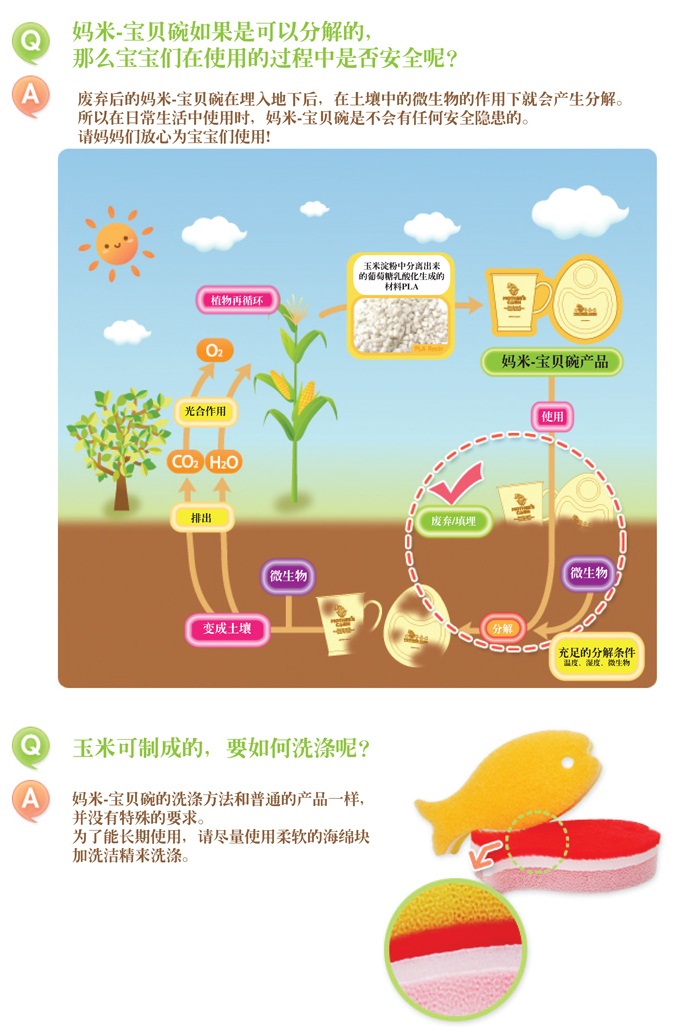 Q
妈米-宝贝碗如果是可以分解的,
那么宝宝们在使用的过程中是否安全呢?
A
废弃后的妈米-宝贝碗在埋入地下后，在土壤中的微生物的作用下就会产生分解。
所以在日常生活中使用时，妈米-宝贝碗是不会有任何安全隐患的。
请妈妈们放心为宝宝们使用!
玉米淀粉中分离出来
的葡萄糖乳酸化生成的
材料PLA
PLA Resin
植物再循环
MOTHER'S
CORN
妈米-宝贝碗产品
O2
光合作用
使用
CO2
H2O
排出
废弃/填埋
MOTHER'S
CORN
微生物
微生物
MOTHER'S
CORN
变成土壤
分解
充足的分解条件
温度、湿度、微生物
Q
玉米可制成的，要如何洗涤呢?
A
妈米-宝贝碗的洗涤方法和普通的产品一样,
并没有特殊的要求。
为了能长期使用，请尽量使用柔软的海绵块
加洗洁精来洗涤。